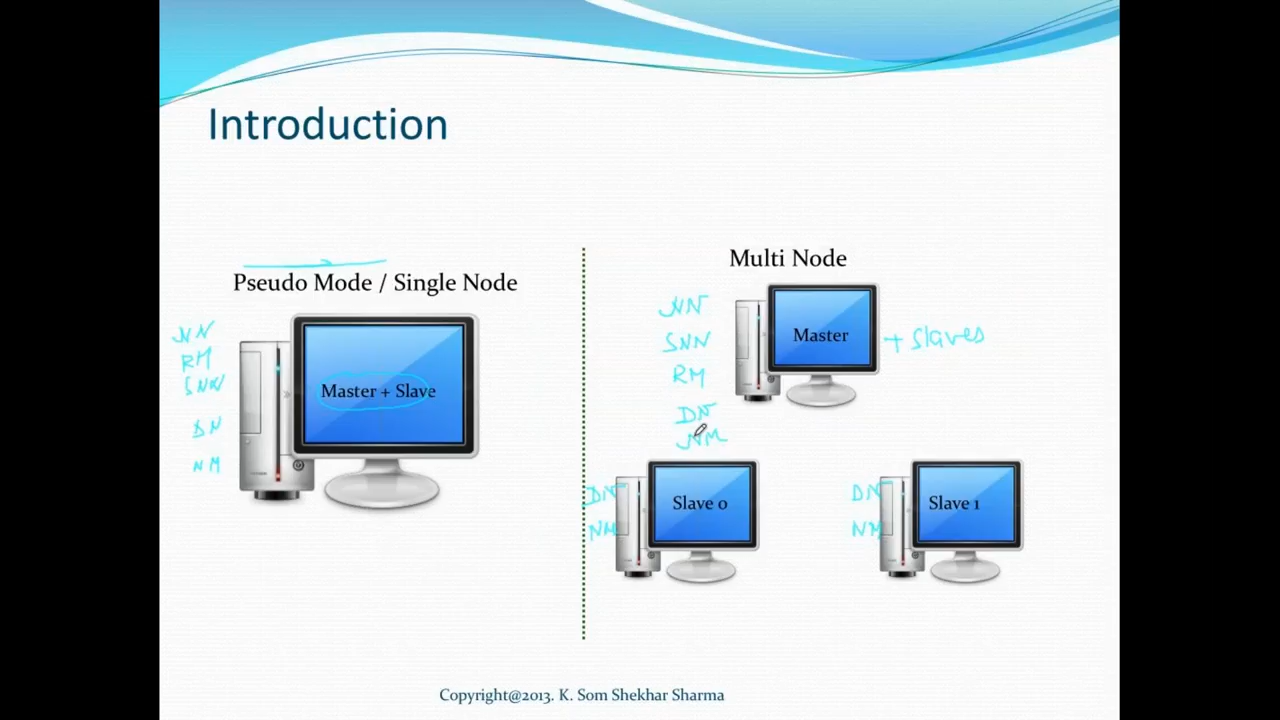 Introduction
Pseudo Mode / Single Node
NN
RM
SNN
DN
NM
Master + Slave
Multi Node
NN
SNN
RM
DN
NM
Master
+ Slaves
DN
NM
Slave 0
DN
NM
Slave 1
Copyright@2013. K. Som Shekhar Sharma